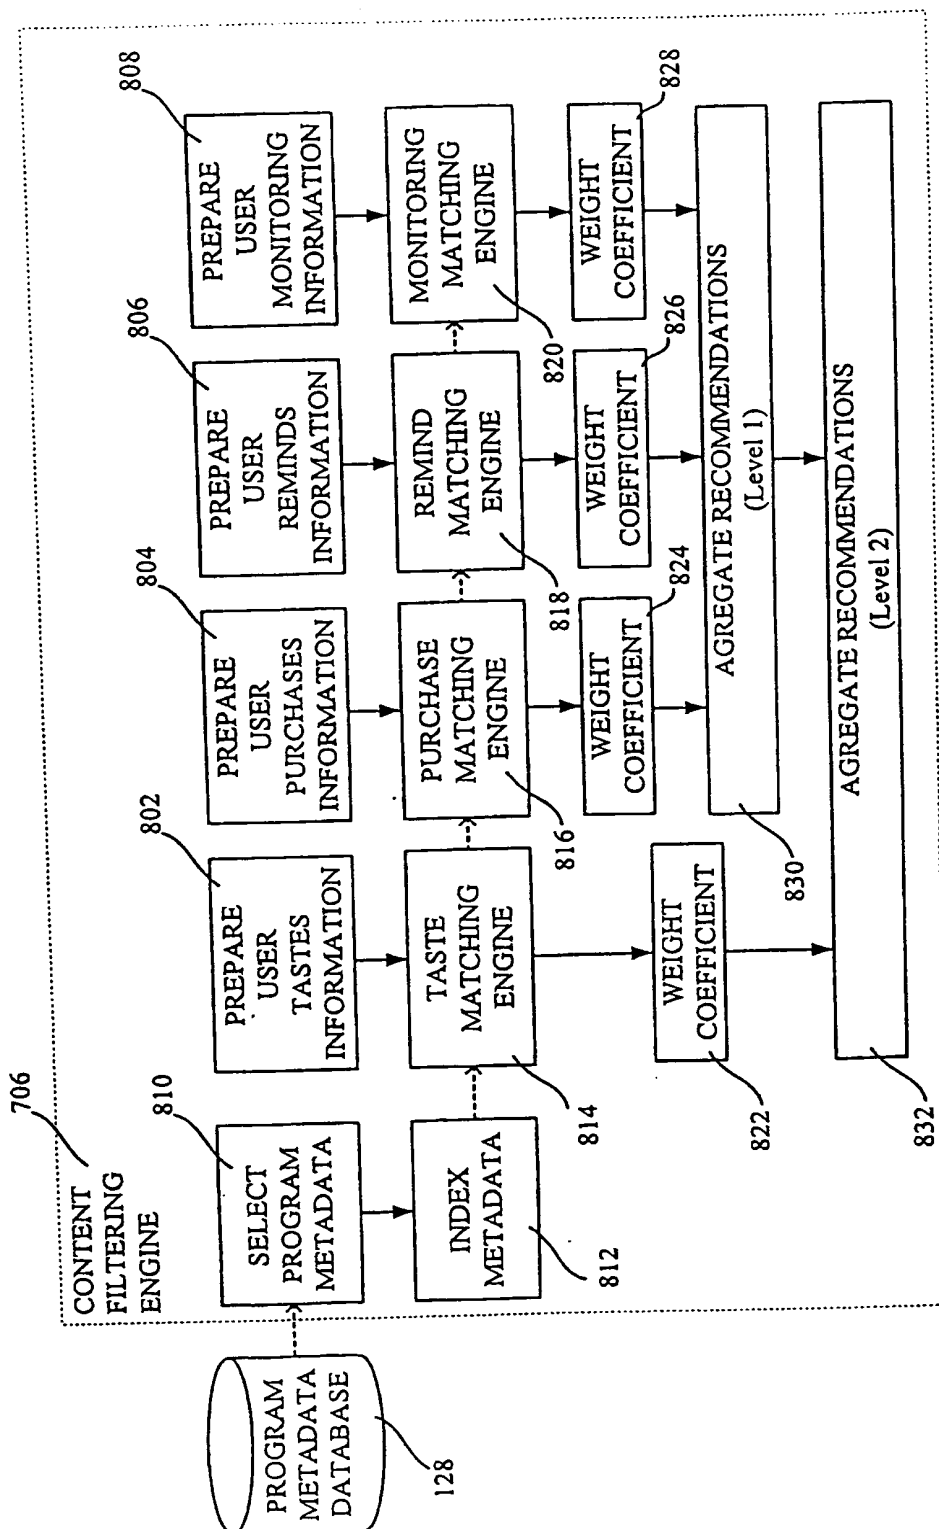 CONTENT
FILTERING
ENGINE
706
PROGRAM
METADATA
DATABASE
128
SELECT
PROGRAM
METADATA
810
PREPARE
USER
TASTES
INFORMATION
802
PREPARE
USER
PURCHASES
INFORMATION
804
PREPARE
USER
REMINDS
INFORMATION
806
PREPARE
USER
MONITORING
INFORMATION
808
INDEX
METADATA
812
TASTE
MATCHING
ENGINE
814
PURCHASE
MATCHING
ENGINE
816
REMIND
MATCHING
ENGINE
818
MONITORING
MATCHING
ENGINE
820
WEIGHT
COEFFICIENT
822
WEIGHT
COEFFICIENT
824
WEIGHT
COEFFICIENT
826
WEIGHT
COEFFICIENT
828
AGREGATE RECOMMENDATIONS
(Level 1)
830
AGREGATE RECOMMENDATIONS
(Level 2)
832